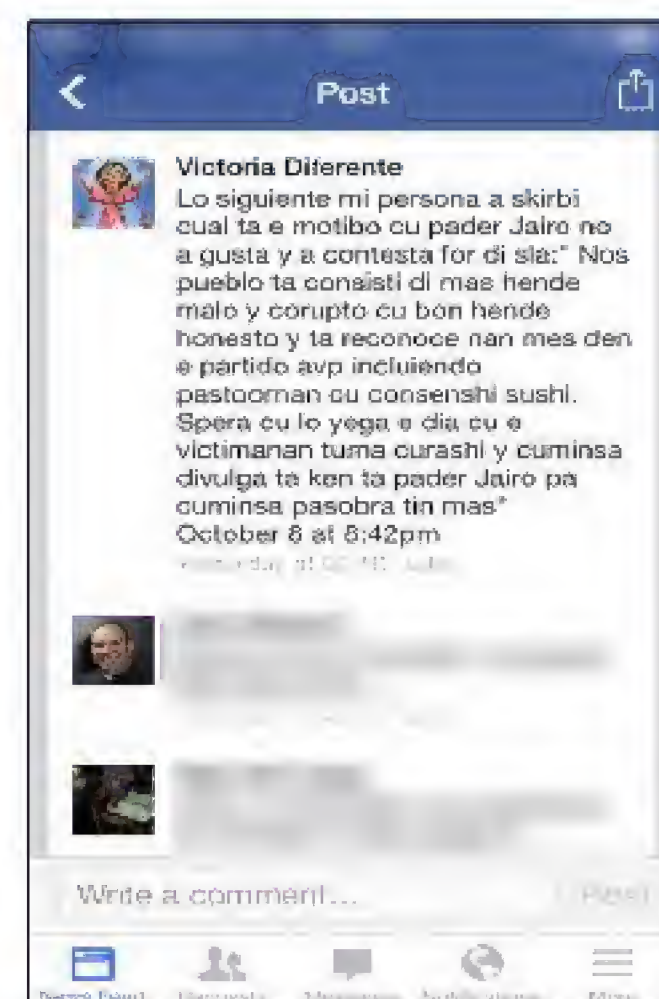 Post
Victoria Diferente
Lo siguiente mi persona a skirbi
cual ta e motibo cu pader Jairo no
a gusta y a contesta for di sla:" Nos
pueblo ta consisti di mas hende
malo y corupto cu bon hende
honesto y ta reconoce nan mes den
e partido avp incluiendo
pastoornan cu consenshi sushi.
Spera cu lo yega e dia cu e
victimanan tuma curashi y cuminsa
divulga ta ken ta pader Jairo pa
cuminsa pasobra tin mas"
October 8 at 8:42pm
Write a comment...
Post
More